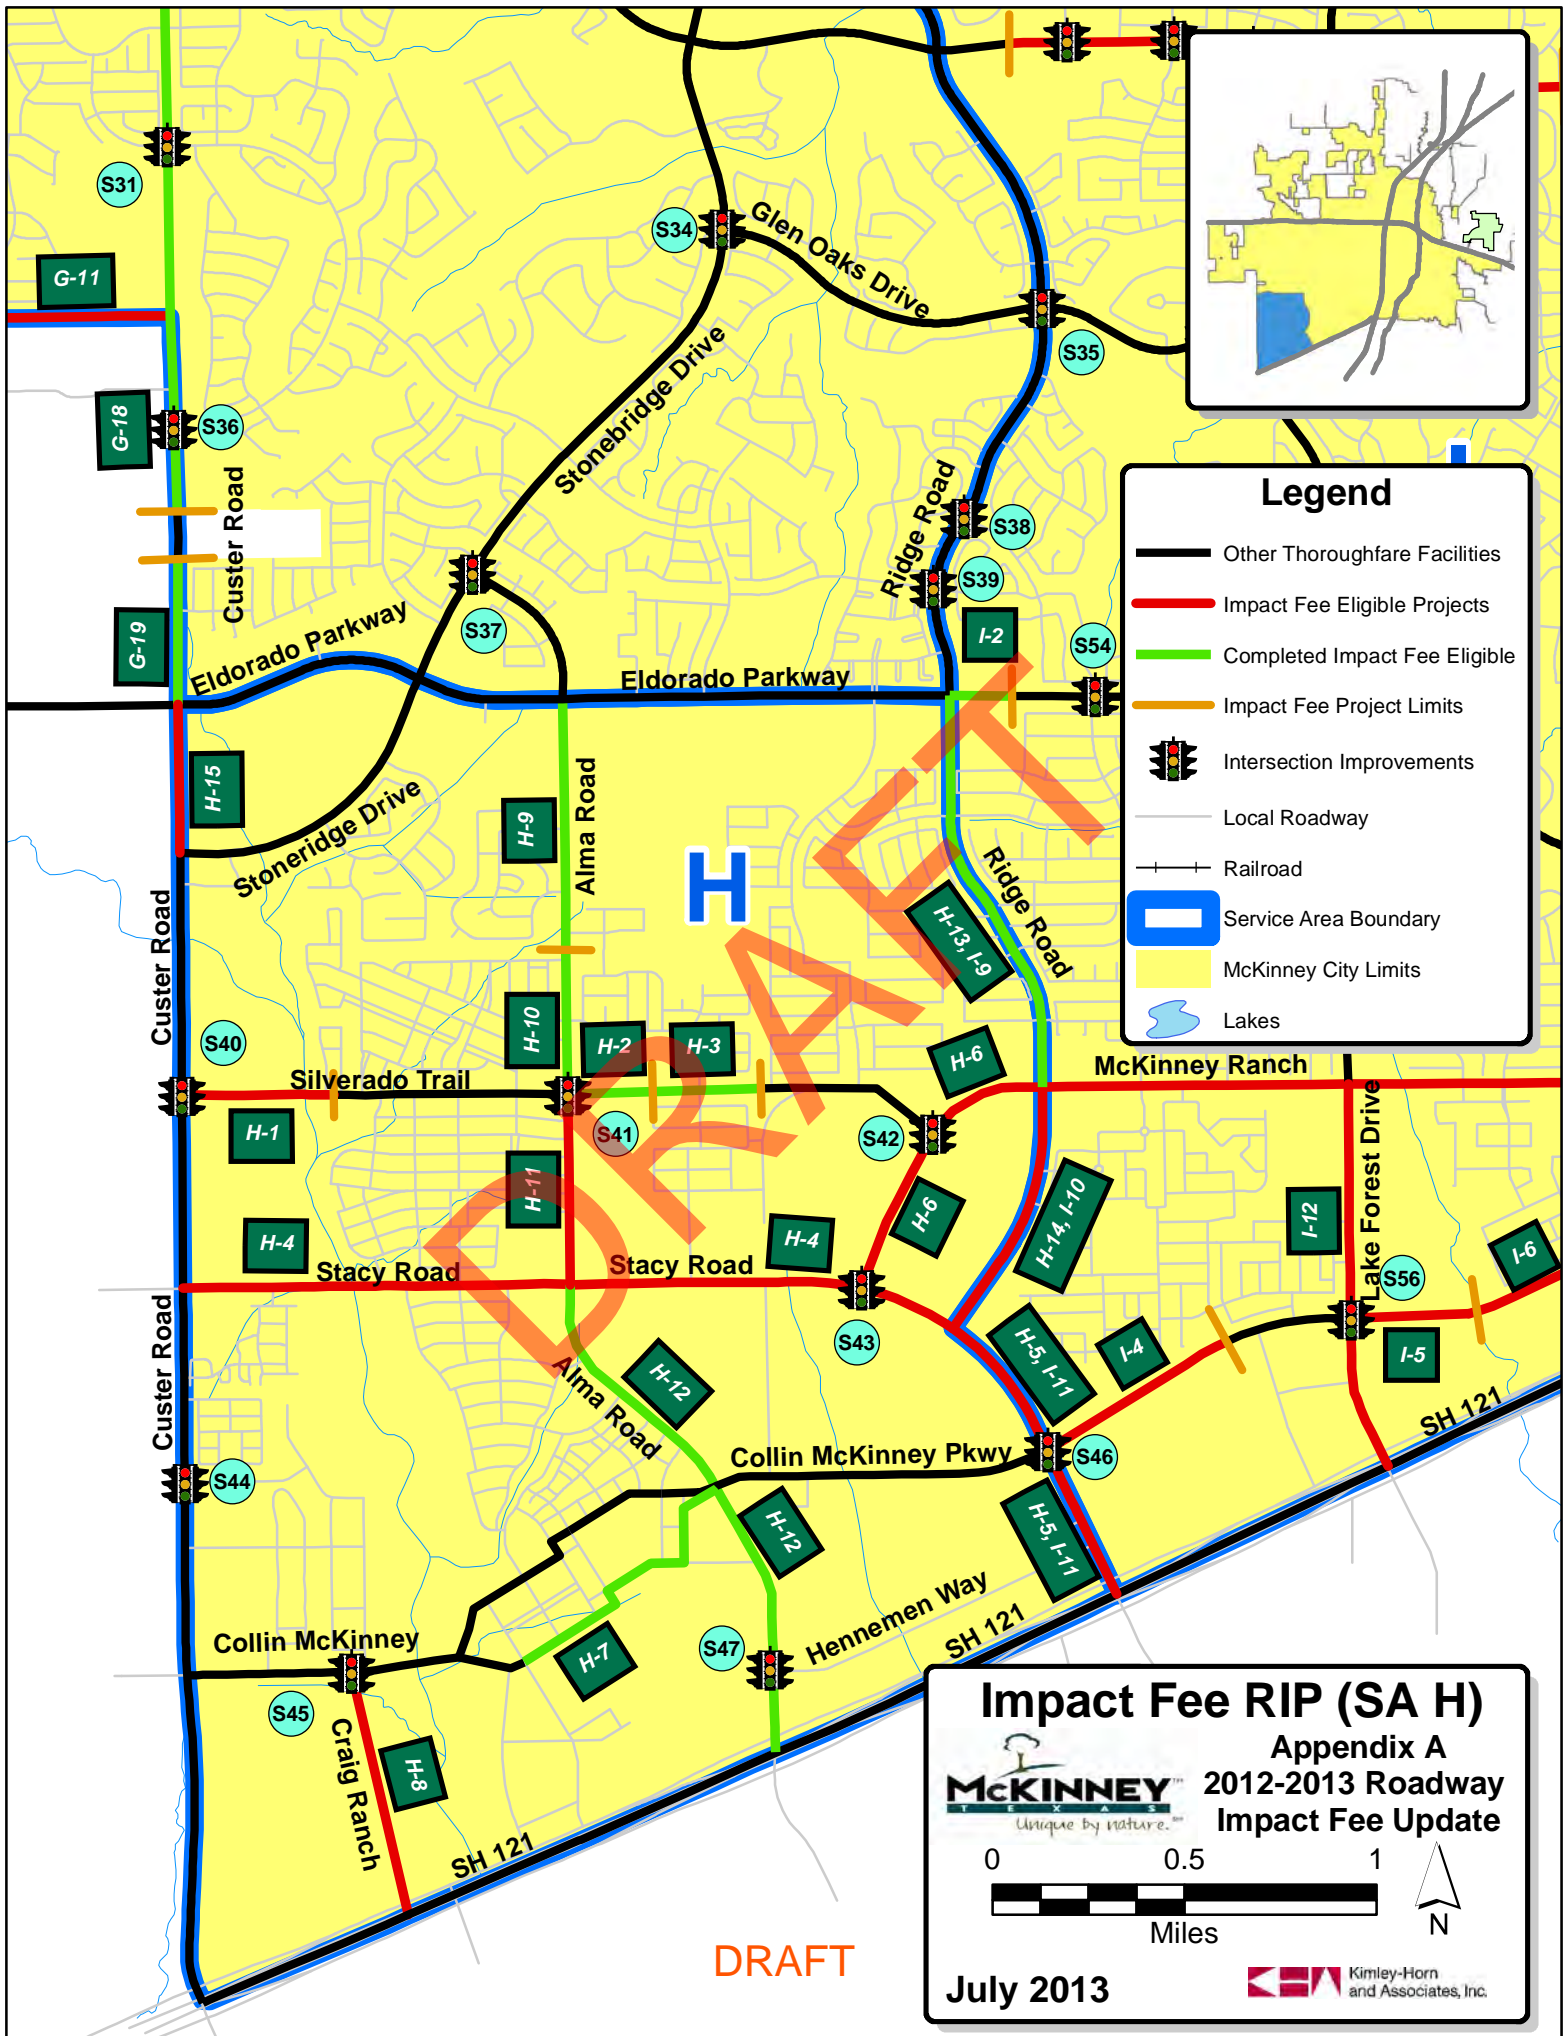 S31
S34
Glen Oaks Drive
G-11
S35
Stonebridge Drive
G-18
S36
Custer Road
Ridge Road
S38
S39
S37
G-19
I-2
S54
Eldorado Parkway
Eldorado Parkway
H-15
Stoneridge Drive
H-9
Alma Road
H
Ridge Road
H-13, I-9
Custer Road
H-10
H-2
H-3
H-6
McKinney Ranch
S40
Silverado Trail
H-1
S41
S42
H-11
H-6
H-14, I-10
I-12
Lake Forest Drive
H-4
H-4
Stacy Road
Stacy Road
S43
S56
I-6
I-5
H-5, I-11
I-4
Custer Road
Alma Road
H-12
SH 121
Collin McKinney Pkwy
S46
S44
H-12
H-5, I-11
Hennemen Way
SH 121
Collin McKinney
H-7
S47
S45
Craig Ranch
H-8
SH 121
DRAFT
DRAFT
Legend
Other Thoroughfare Facilities
Impact Fee Eligible Projects
Completed Impact Fee Eligible
Impact Fee Project Limits
Intersection Improvements
Local Roadway
Railroad
Service Area Boundary
McKinney City Limits
Lakes
Impact Fee RIP (SA H)
Appendix A
2012-2013 Roadway
Impact Fee Update
McKINNEY
TEXAS
Unique by nature.
0 0.5 1
Miles
N
July 2013
Kimley-Horn
and Associates, Inc.